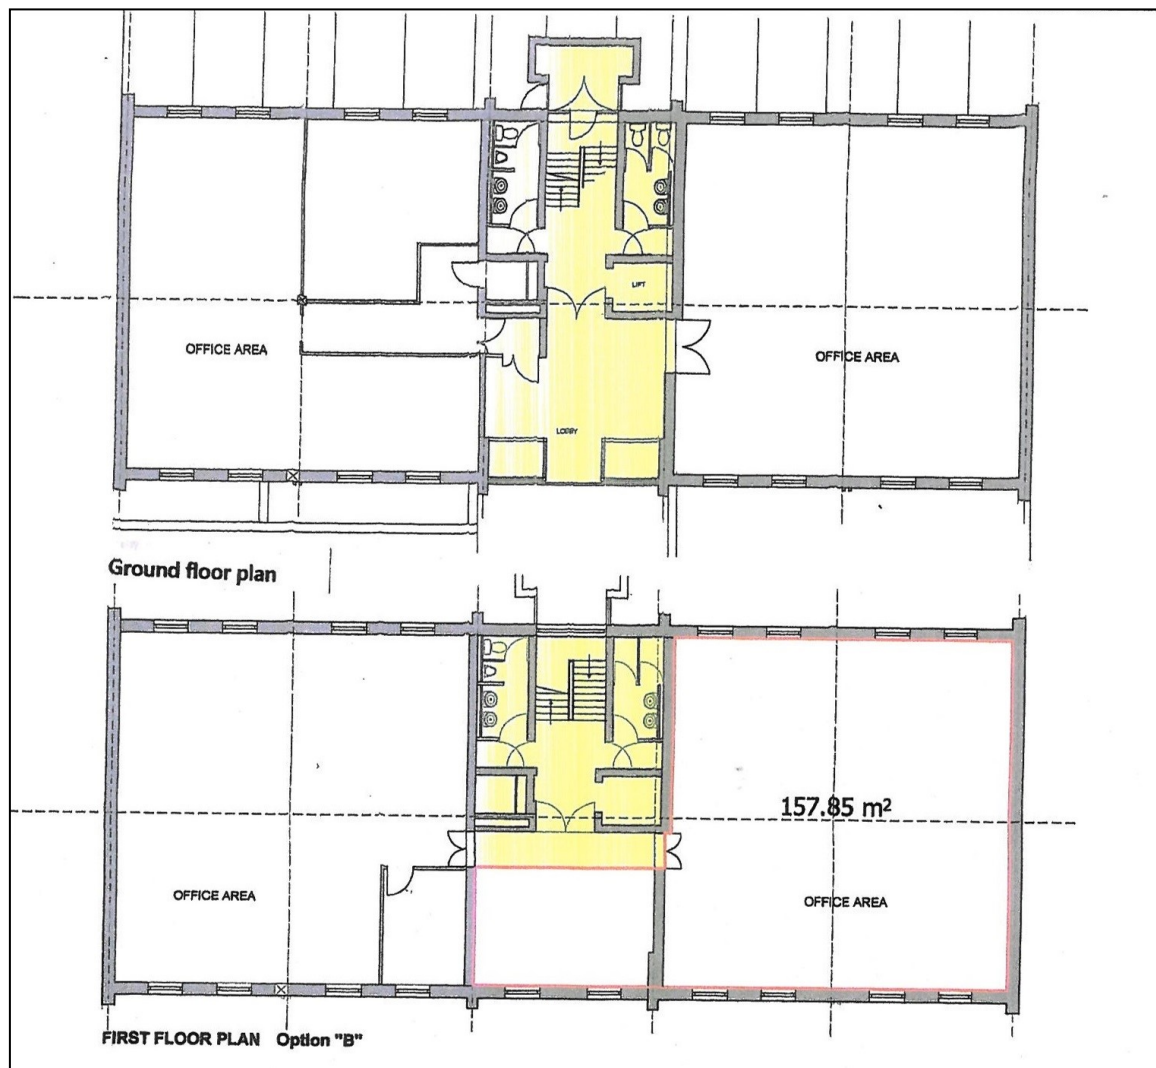 LIFT
OFFICE AREA
OFFICE AREA
LOBBY
Ground floor plan
157.85 m²
OFFICE AREA
OFFICE AREA
FIRST FLOOR PLAN Option "B"